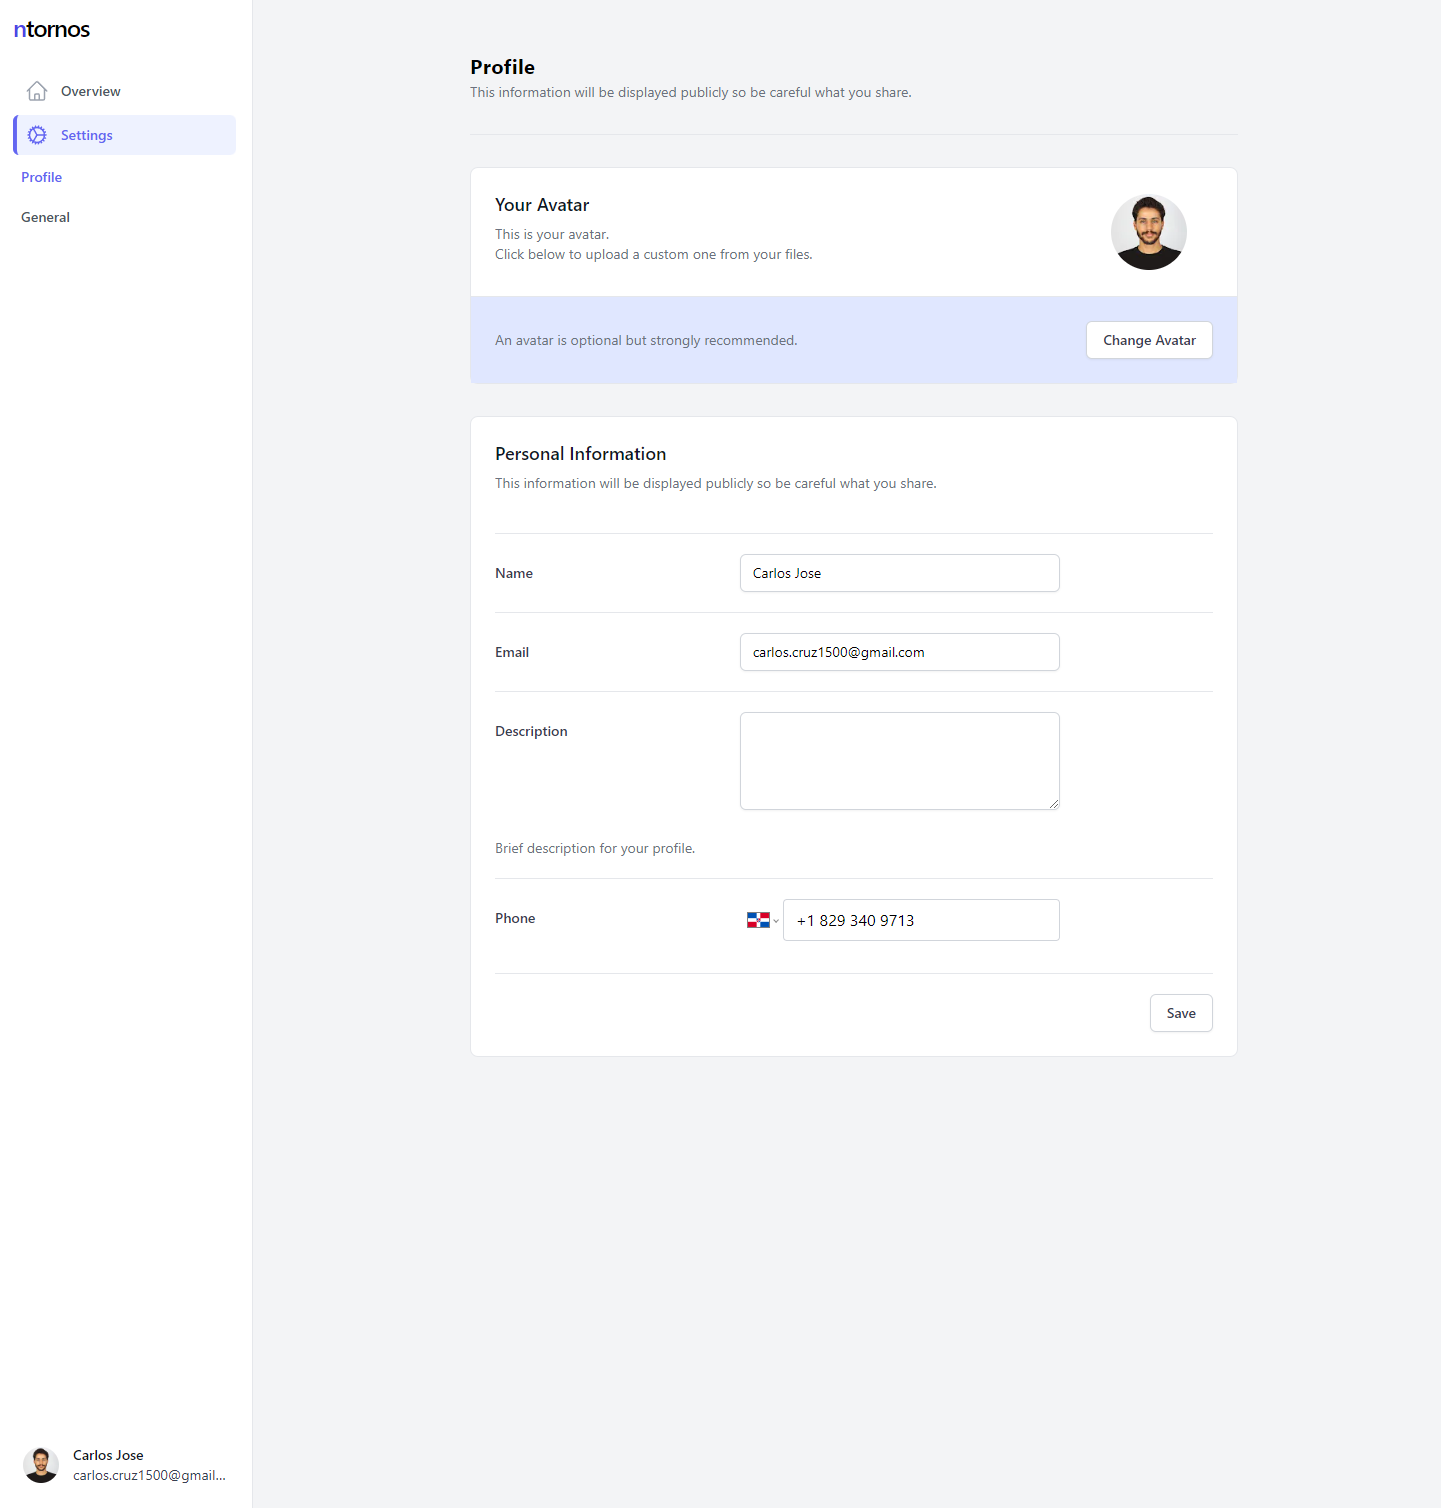 ntornos
Overview
Settings
Profile
General
Profile
This information will be displayed publicly so be careful what you share.
Your Avatar
This is your avatar.
Click below to upload a custom one from your files.
An avatar is optional but strongly recommended.
Change Avatar
Personal Information
This information will be displayed publicly so be careful what you share.
Name
Carlos Jose
Email
carlos.cruz1500@gmail.com
Description
Brief description for your profile.
Phone
+1 829 340 9713
Save
Carlos Jose
carlos.cruz1500@gmail...